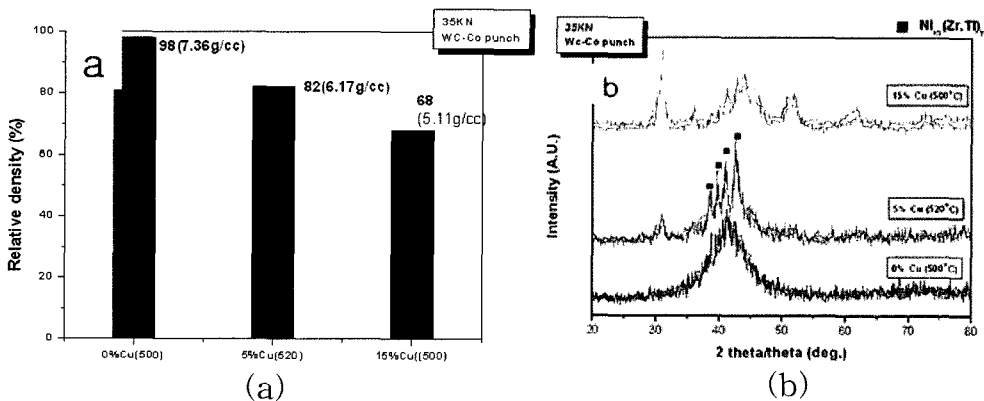 35KN
WC-Co punch
a
100
80
60
40
20
0
Relative density (%)
98(7.36g/cc)
82(6.17g/cc)
68
(5.11g/cc)
0%Cu(500)
5%Cu(520)
15%Cu((500)
(a)
35KN
Wc-Co punch
b
15% Cu (500°C)
5% Cu (520°C)
0% Cu (500°C)
Intensity (A.U.)
20
30
40
50
60
70
80
2 theta/theta (deg.)
(b)